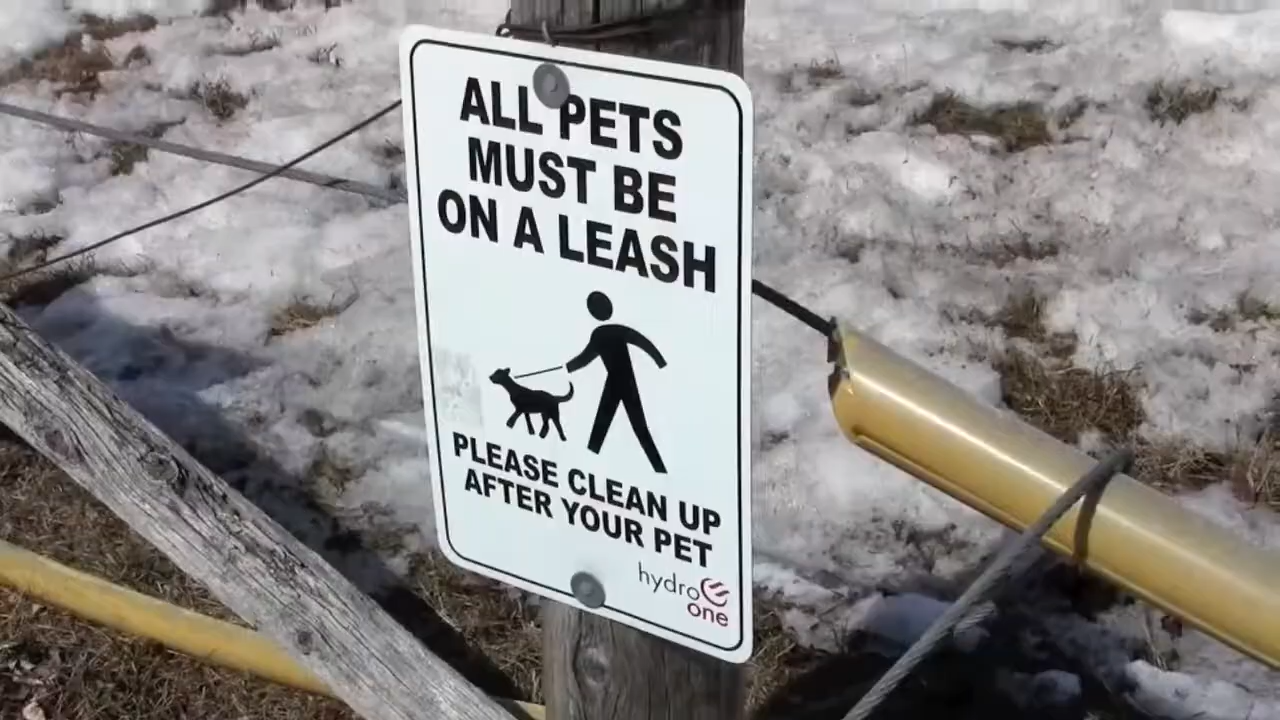 ALL PETS
MUST BE
ON A LEASH
PLEASE CLEAN UP
AFTER YOUR PET
hydro
one